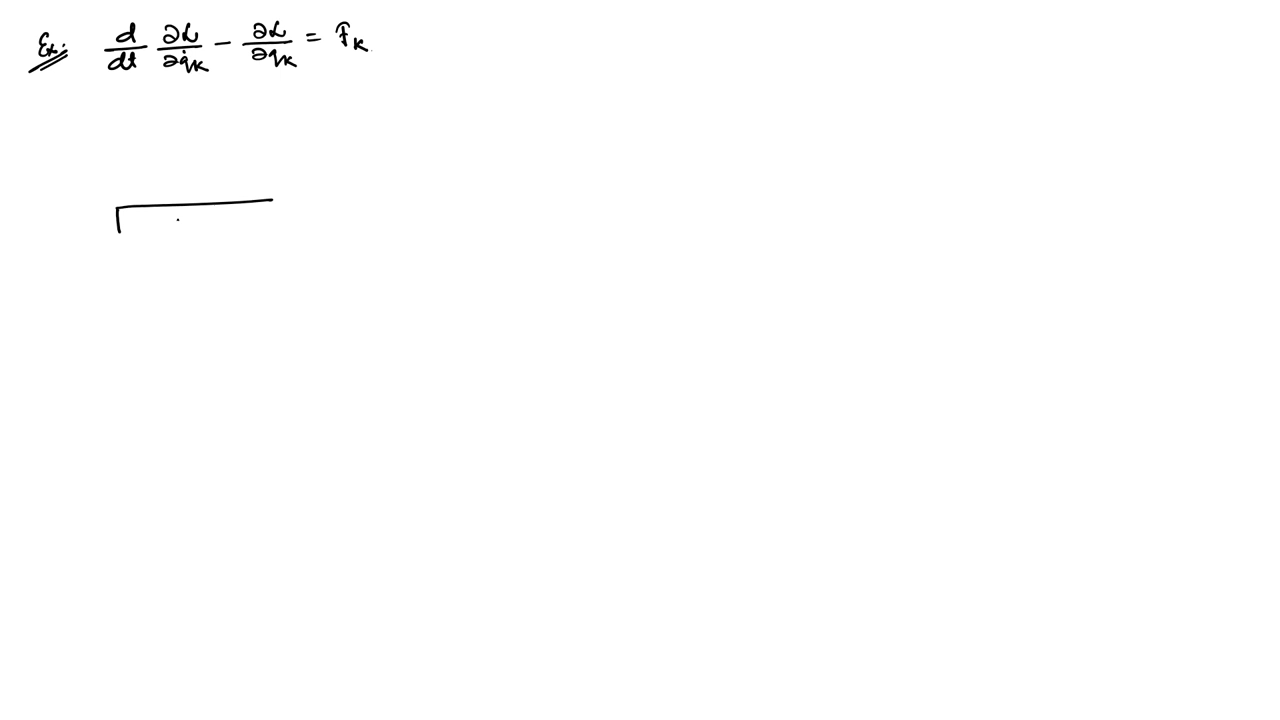 Ex: d/dt ∂L/∂q̇ₖ − ∂L/∂qₖ = Fₖ